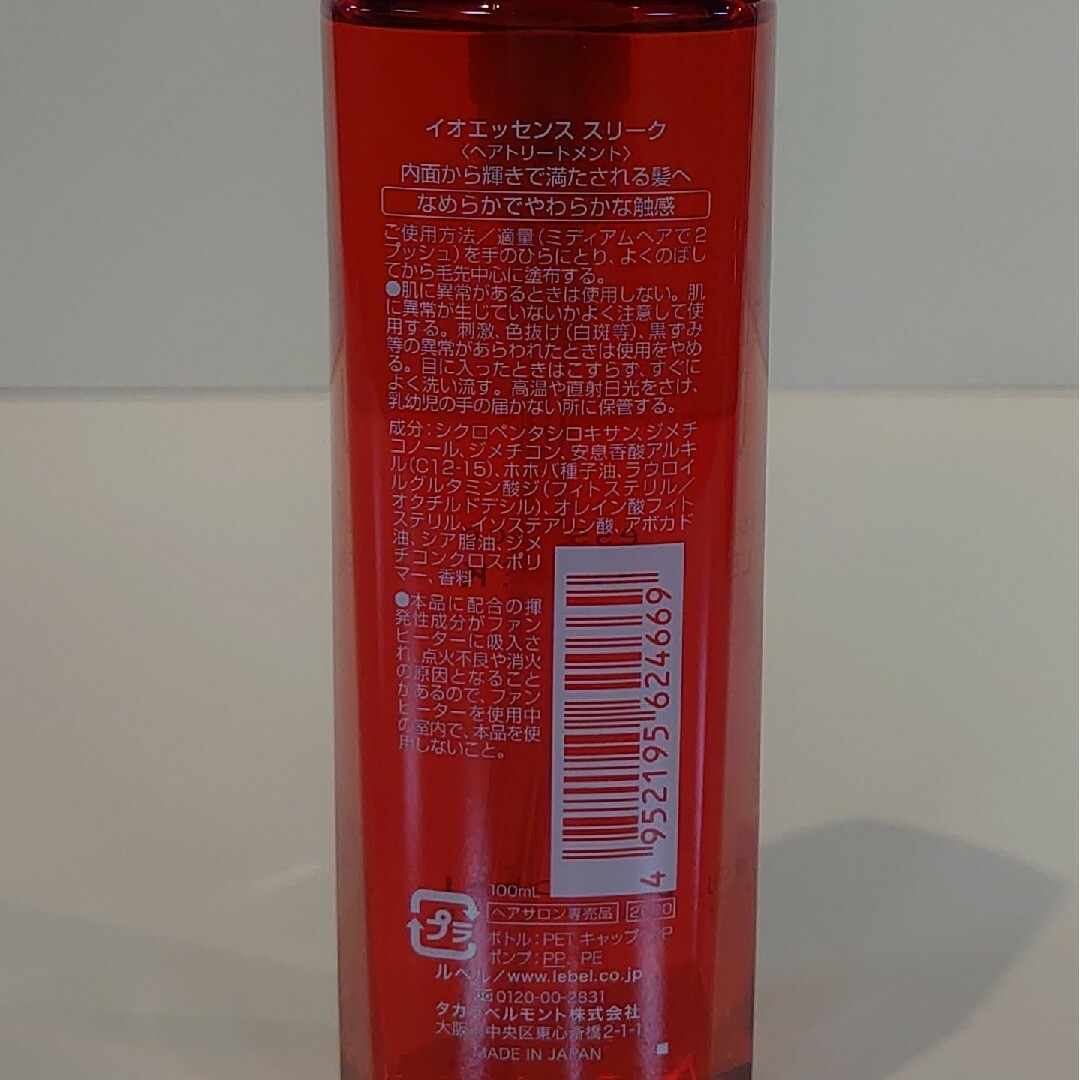 イオエッセンス スリーク
〈ヘアトリートメント〉
内面から輝きで満たされる髪へ
なめらかでやわらかな触感
ご使用方法／適量(ミディアムヘアで2
プッシュ)を手のひらにとり、よくのばし
てから毛先中心に塗布する。
●肌に異常があるときは使用しない。肌
に異常が生じていないかよく注意して使
用する。刺激、色抜け(白斑等)、黒ずみ
等の異常があらわれたときは使用をやめ
る。目に入ったときはこすらず、すぐに
よく洗い流す。高温や直射日光をさけ、
乳幼児の手の届かない所に保管する。
成分：シクロペンタシロキサン、ジメチ
コノール、ジメチコン、安息香酸アルキ
ル(C12-15)、ホホバ種子油、ラウロイ
ルグルタミン酸ジ(フィトステリル／
オクチルドデシル)、オレイン酸フィト
ステリル、イソステアリン酸、アボカド
油、シア脂油、ジメ
チコンクロスポリ
マー、香料
●本品に配合の揮
発性成分がファン
ヒーターに吸入さ
れ、点火不良や消火
の原因となること
があるので、ファン
ヒーターを使用中
の室内で、本品を使
用しないこと。
4 952195 624669
100mL
ヘアサロン専売品
プラ
ボトル：PET キャップ
ポンプ：PP、PE
ルベル／www.lebel.co.jp
0120-00-2831
タカラベルモント株式会社
大阪市中央区東心斎橋2-1-1
MADE IN JAPAN